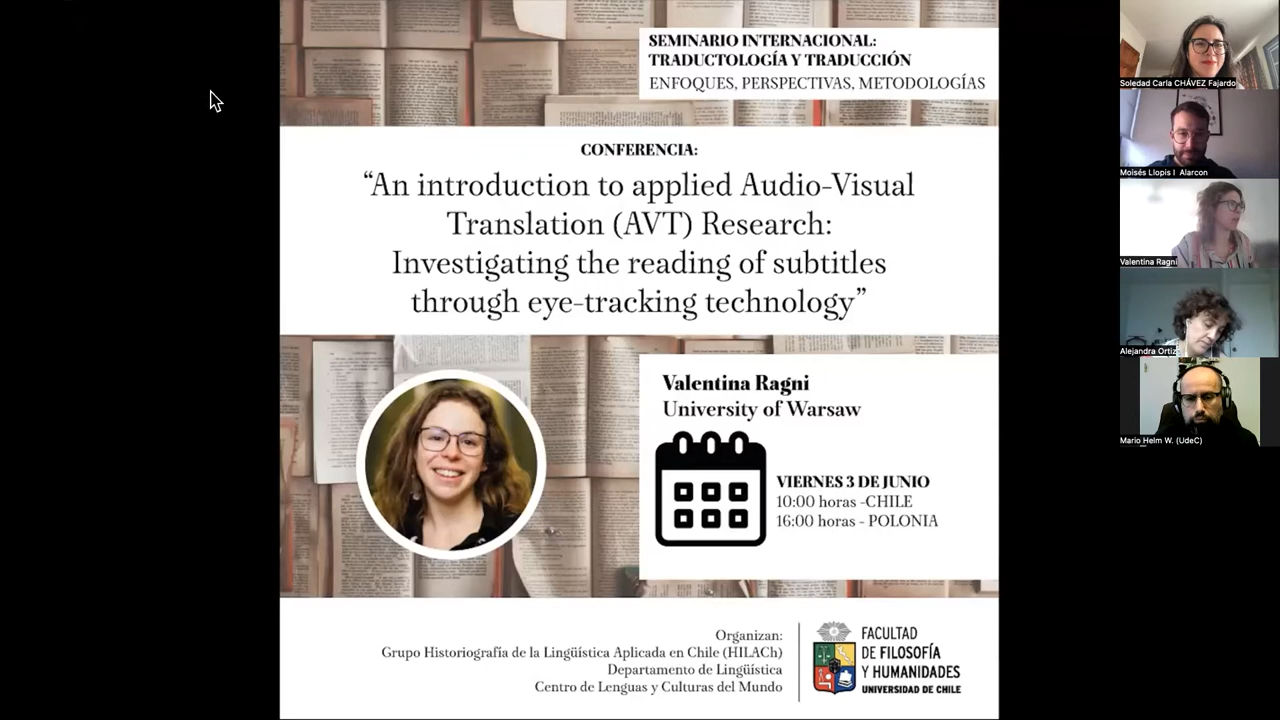 SEMINARIO INTERNACIONAL:
TRADUCTOLOGÍA Y TRADUCCIÓN
ENFOQUES, PERSPECTIVAS, METODOLOGÍAS
CONFERENCIA:
“An introduction to applied Audio-Visual
Translation (AVT) Research:
Investigating the reading of subtitles
through eye-tracking technology”
Valentina Ragni
University of Warsaw
VIERNES 3 DE JUNIO
10:00 horas -CHILE
16:00 horas - POLONIA
Organizan:
Grupo Historiografía de la Lingüística Aplicada en Chile (HILACh)
Departamento de Lingüística
Centro de Lenguas y Culturas del Mundo
FACULTAD
DE FILOSOFÍA
Y HUMANIDADES
UNIVERSIDAD DE CHILE
Soledad Carla CHÁVEZ Fajardo
Moisés Llopis I Alarcon
Valentina Ragni
Alejandra Ortiz
Mario Helm W. (UdeC)